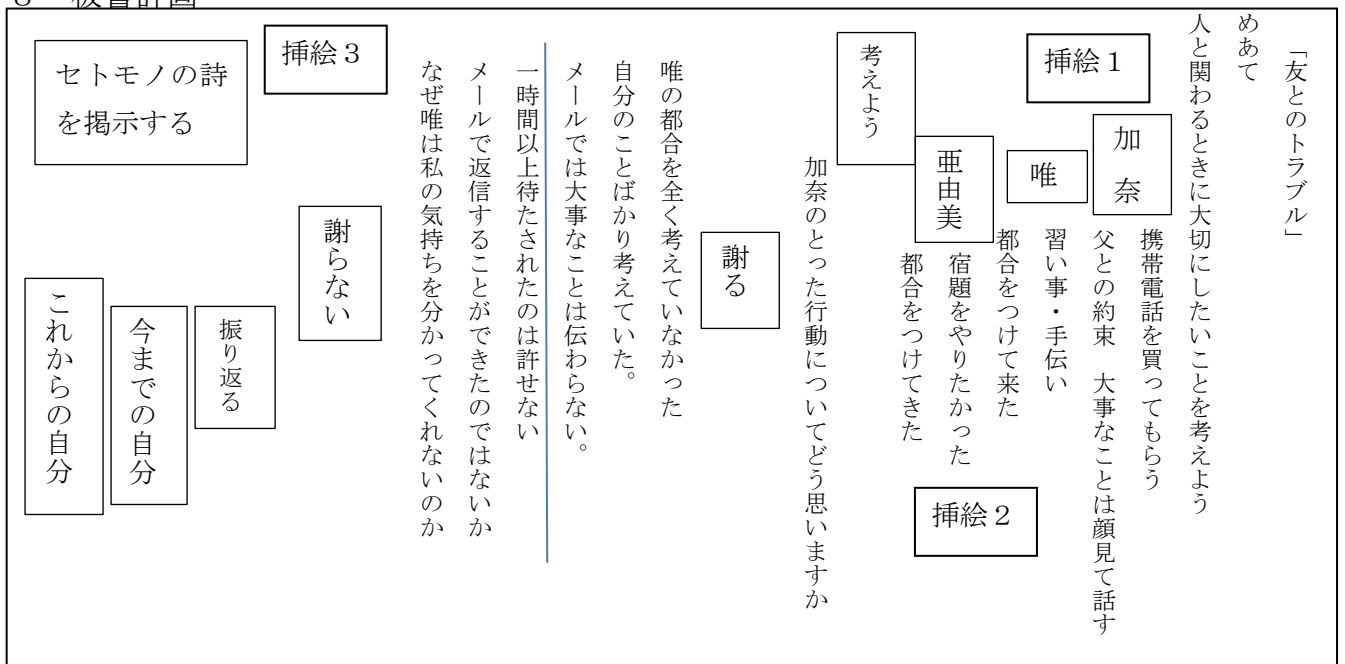 板書計画
「友とのトラブル」
めあて
人と関わるときに大切にしたいことを考えよう
挿絵１
加奈
携帯電話を買ってもらう
父との約束　大事なことは顔見て話す
唯
習い事・手伝い
都合をつけて来た
亜由美
宿題をやりたかった
都合をつけてきた
挿絵２
考えよう
加奈のとった行動についてどう思いますか
謝る
唯の都合を全く考えていなかった
自分のことばかり考えていた。
メールでは大事なことは伝わらない。
一時間以上待たされたのは許せない
メールで返信することができたのではないか
なぜ唯は私の気持ちを分かってくれないのか
挿絵３
謝らない
セトモノの詩
を掲示する
振り返る
今までの自分
これからの自分